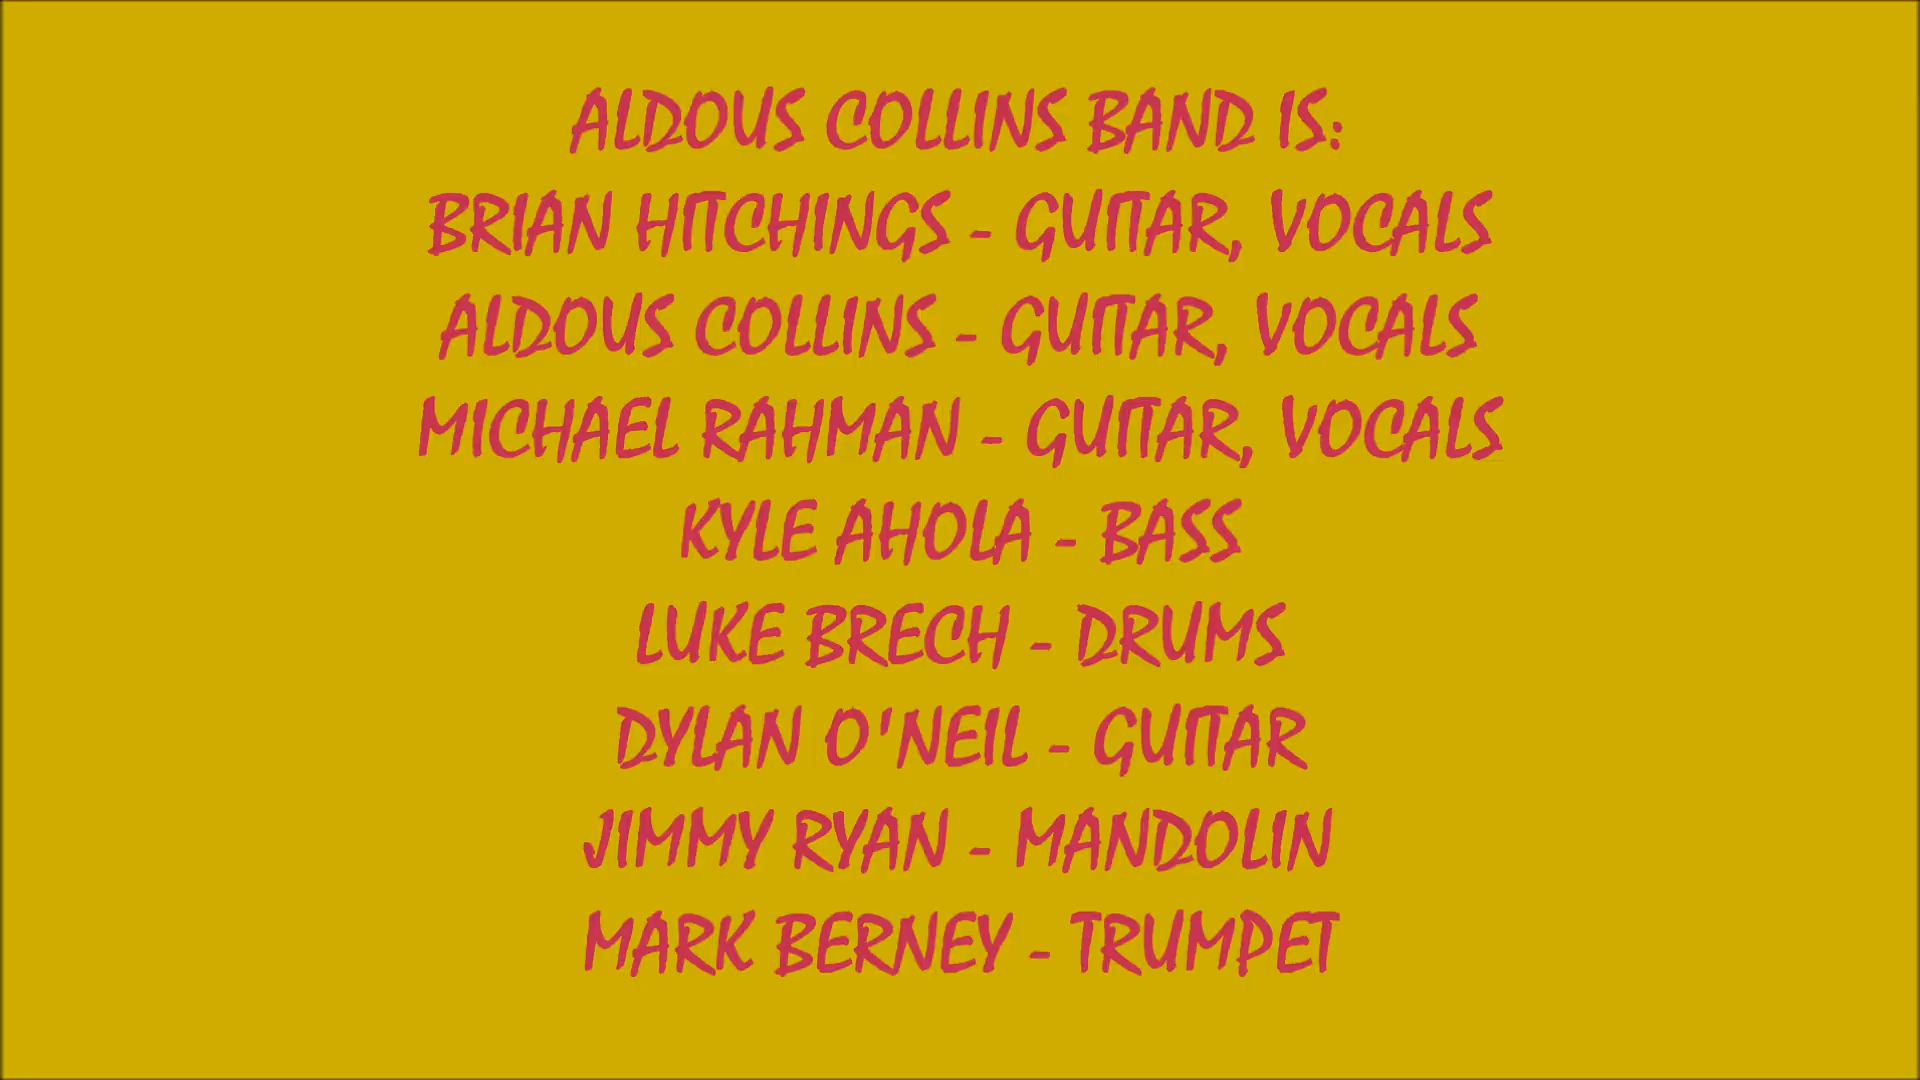 ALDOUS COLLINS BAND IS:
BRIAN HITCHINGS - GUITAR, VOCALS
ALDOUS COLLINS - GUITAR, VOCALS
MICHAEL RAHMAN - GUITAR, VOCALS
KYLE AHOLA - BASS
LUKE BRECH - DRUMS
DYLAN O'NEIL - GUITAR
JIMMY RYAN - MANDOLIN
MARK BERNEY - TRUMPET